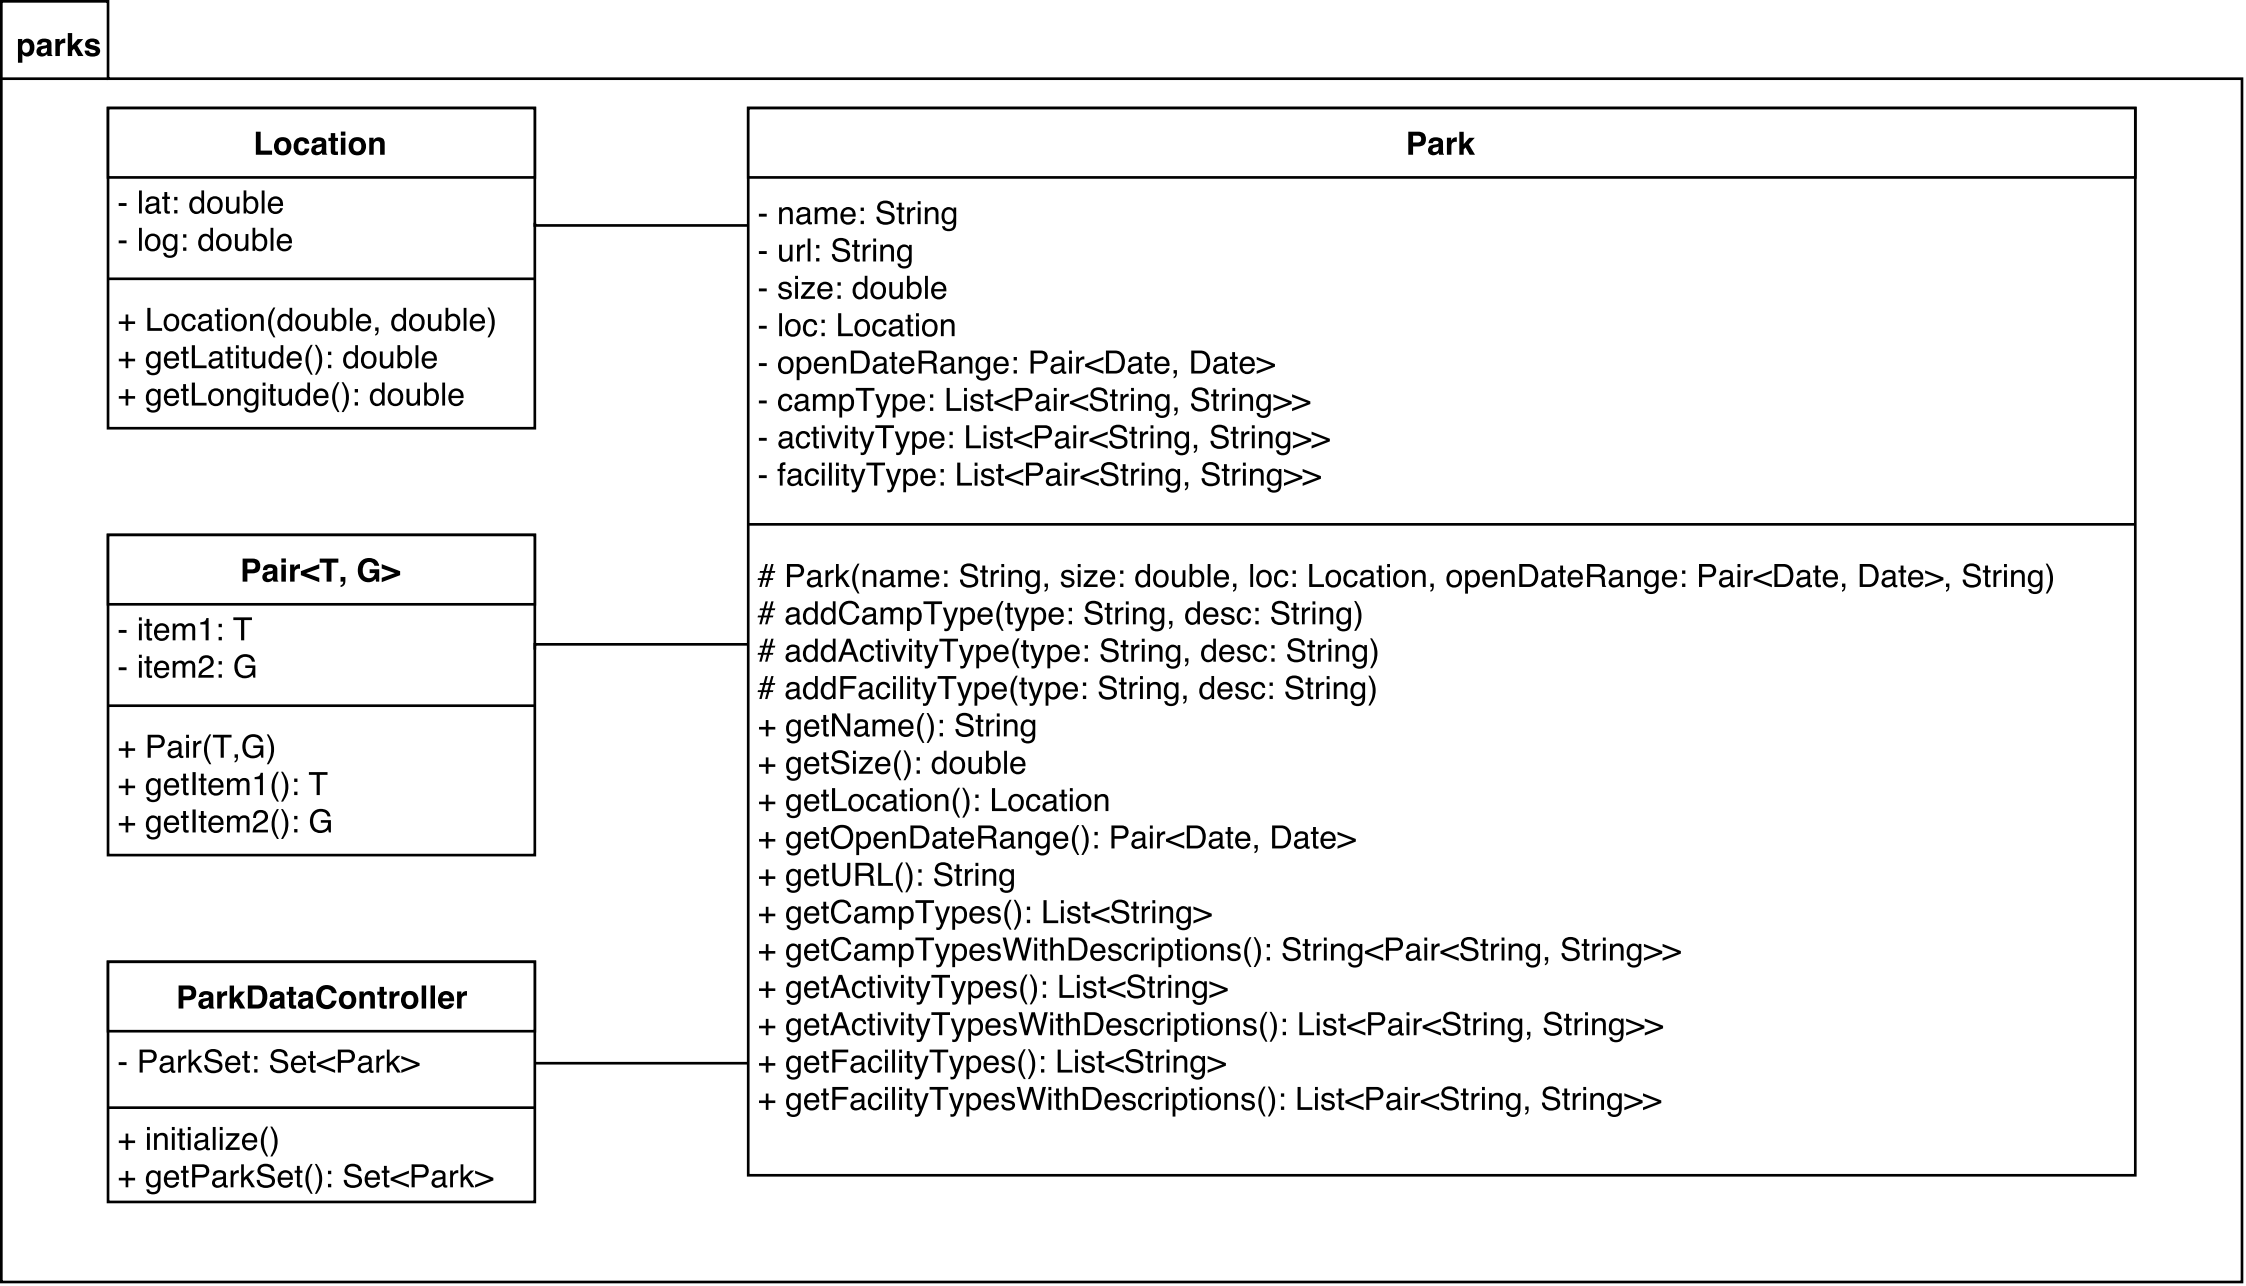 parks
Location
- lat: double
- log: double
+ Location(double, double)
+ getLatitude(): double
+ getLongitude(): double
Pair<T, G>
- item1: T
- item2: G
+ Pair(T,G)
+ getItem1(): T
+ getItem2(): G
ParkDataController
- ParkSet: Set<Park>
+ initialize()
+ getParkSet(): Set<Park>
Park
- name: String
- url: String
- size: double
- loc: Location
- openDateRange: Pair<Date, Date>
- campType: List<Pair<String, String>>
- activityType: List<Pair<String, String>>
- facilityType: List<Pair<String, String>>
# Park(name: String, size: double, loc: Location, openDateRange: Pair<Date, Date>, String)
# addCampType(type: String, desc: String)
# addActivityType(type: String, desc: String)
# addFacilityType(type: String, desc: String)
+ getName(): String
+ getSize(): double
+ getLocation(): Location
+ getOpenDateRange(): Pair<Date, Date>
+ getURL(): String
+ getCampTypes(): List<String>
+ getCampTypesWithDescriptions(): String<Pair<String, String>>
+ getActivityTypes(): List<String>
+ getActivityTypesWithDescriptions(): List<Pair<String, String>>
+ getFacilityTypes(): List<String>
+ getFacilityTypesWithDescriptions(): List<Pair<String, String>>